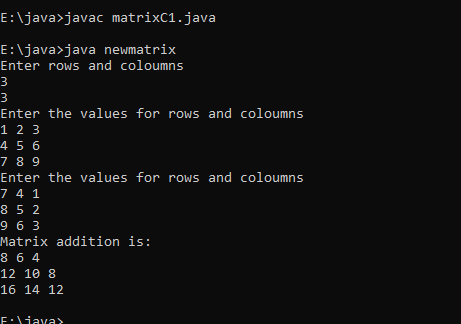 E:\java>javac matrixC1.java
E:\java>java newmatrix
Enter rows and coloumns
3
3
Enter the values for rows and coloumns
1 2 3
4 5 6
7 8 9
Enter the values for rows and coloumns
7 4 1
8 5 2
9 6 3
Matrix addition is:
8 6 4
12 10 8
16 14 12
E:\java>